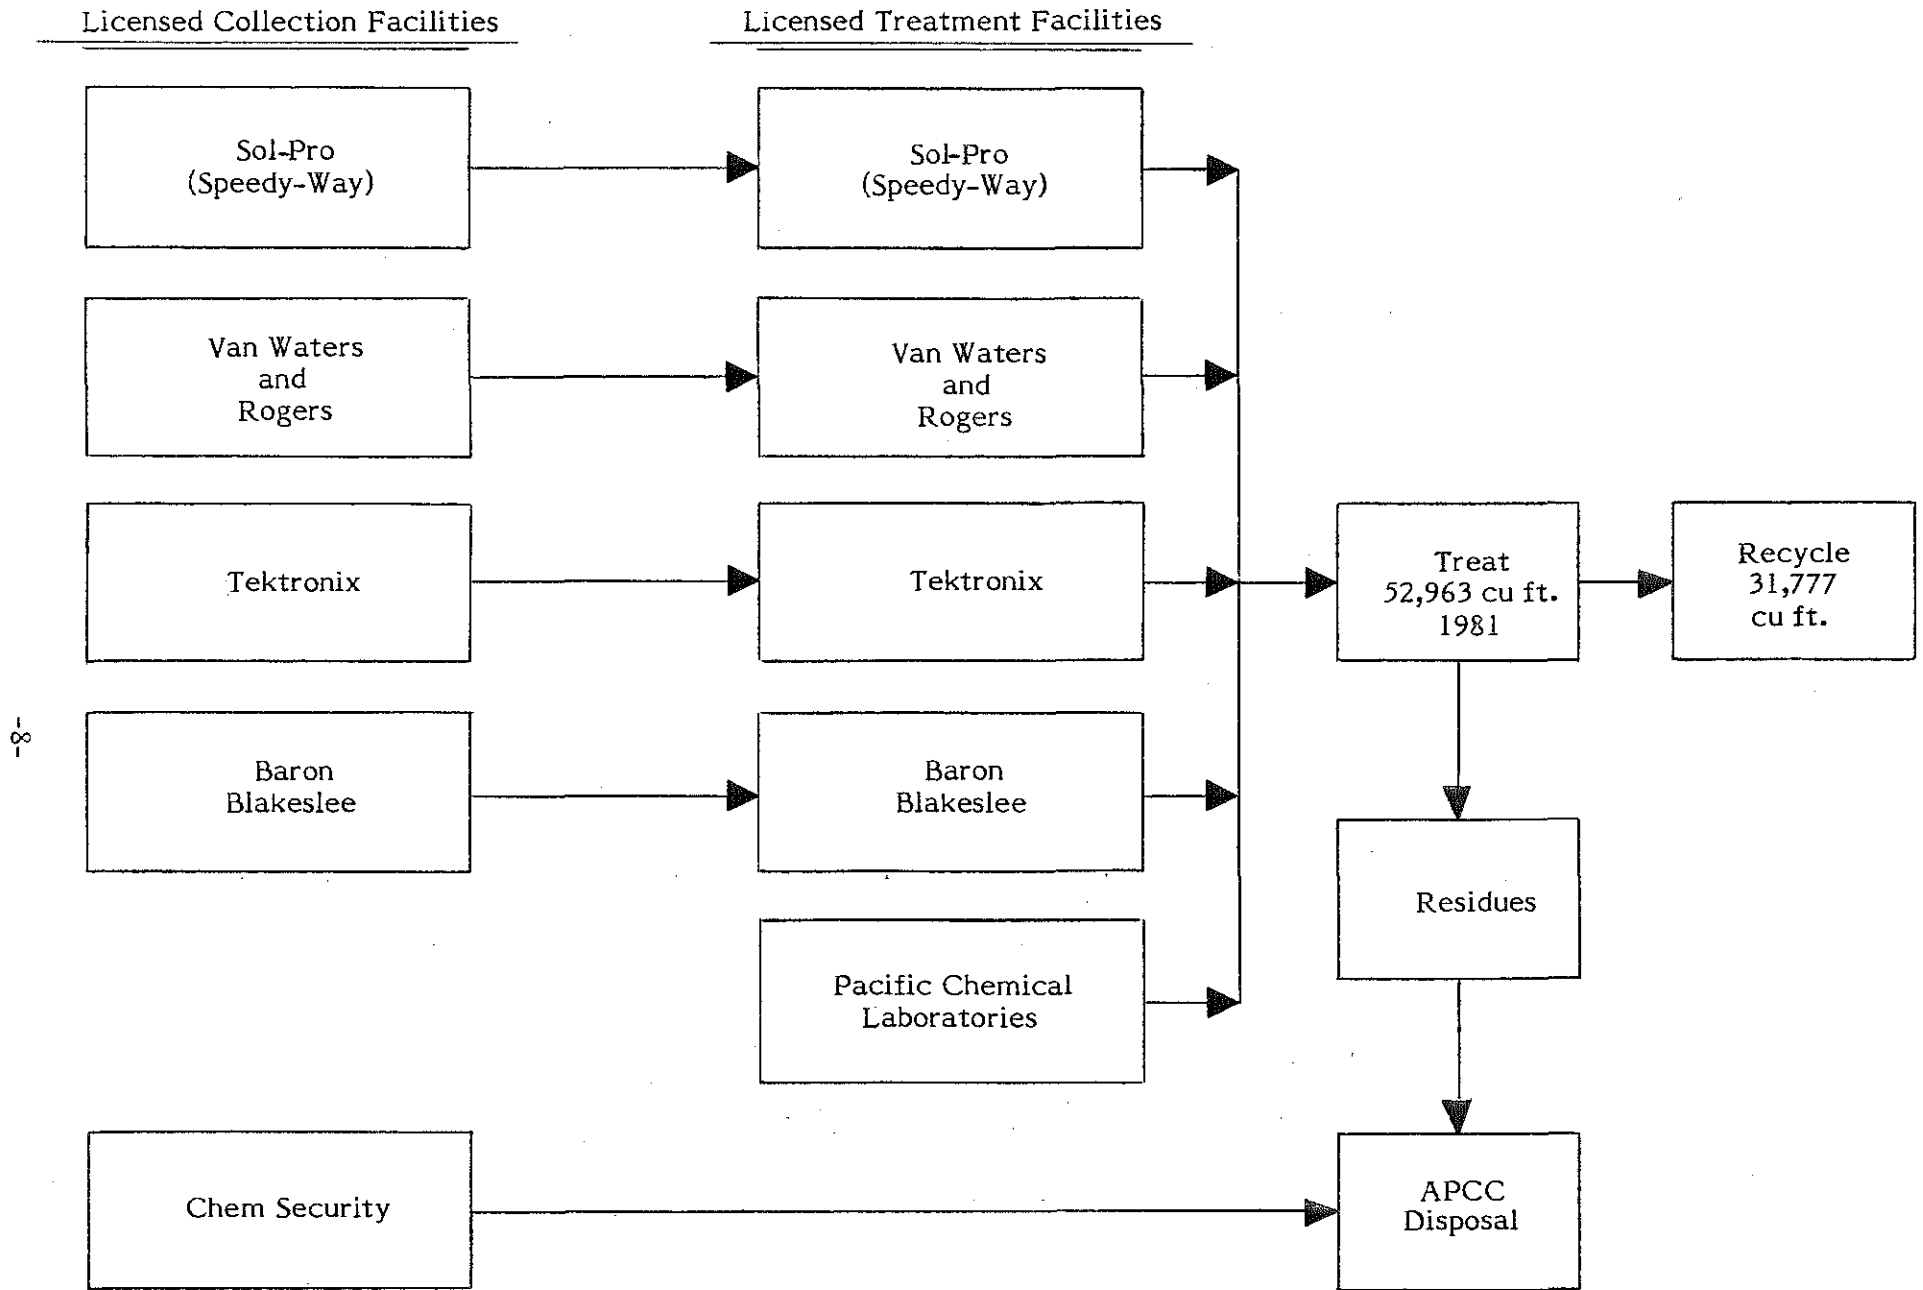 Licensed Collection Facilities
Licensed Treatment Facilities
Sol-Pro
(Speedy-Way)
Sol-Pro
(Speedy-Way)
Van Waters
and
Rogers
Van Waters
and
Rogers
Tektronix
Tektronix
Treat
52,963 cu ft.
1981
Recycle
31,777
cu ft.
-8-
Baron
Blakeslee
Baron
Blakeslee
Residues
Pacific Chemical
Laboratories
Chem Security
APCC
Disposal